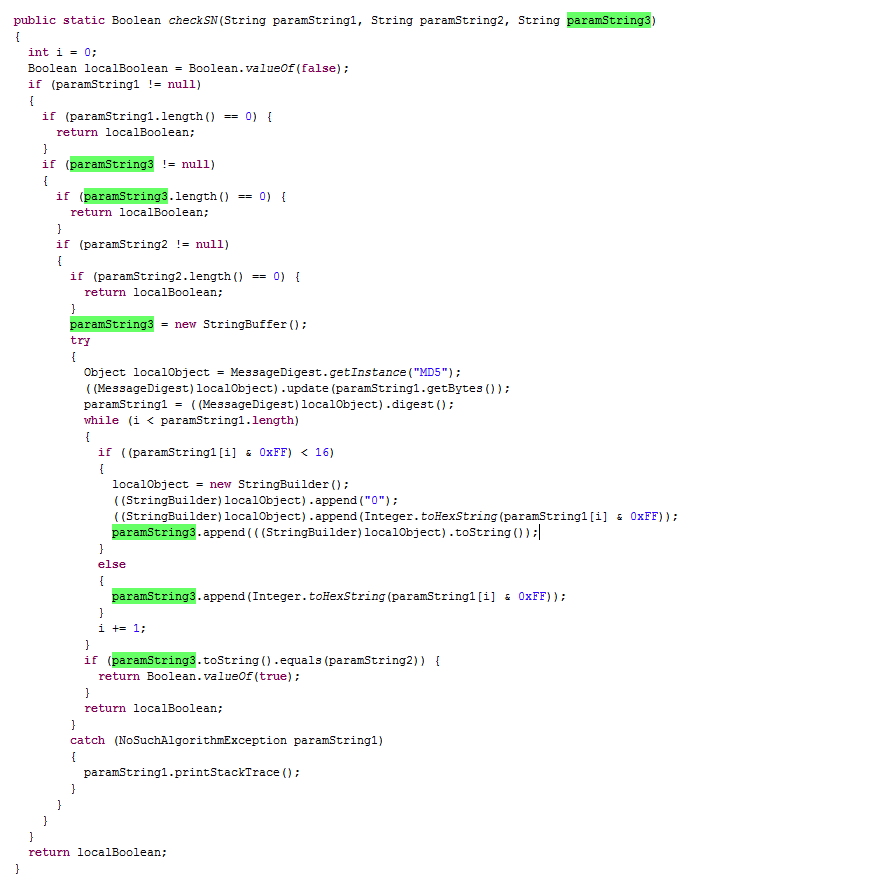 public static Boolean checkSN(String paramString1, String paramString2, String paramString3)
{
  int i = 0;
  Boolean localBoolean = Boolean.valueOf(false);
  if (paramString1 != null)
  {
    if (paramString1.length() == 0) {
      return localBoolean;
    }
    if (paramString3 != null)
    {
      if (paramString3.length() == 0) {
        return localBoolean;
      }
      if (paramString2 != null)
      {
        if (paramString2.length() == 0) {
          return localBoolean;
        }
        paramString3 = new StringBuffer();
        try
        {
          Object localObject = MessageDigest.getInstance("MD5");
          ((MessageDigest)localObject).update(paramString1.getBytes());
          paramString1 = ((MessageDigest)localObject).digest();
          while (i < paramString1.length)
          {
            if ((paramString1[i] & 0xFF) < 16)
            {
              localObject = new StringBuilder();
              ((StringBuilder)localObject).append("0");
              ((StringBuilder)localObject).append(Integer.toHexString(paramString1[i] & 0xFF));
              paramString3.append(((StringBuilder)localObject).toString());
            }
            else
            {
              paramString3.append(Integer.toHexString(paramString1[i] & 0xFF));
            }
            i += 1;
          }
          if (paramString3.toString().equals(paramString2)) {
            return Boolean.valueOf(true);
          }
          return localBoolean;
        }
        catch (NoSuchAlgorithmException paramString1)
        {
          paramString1.printStackTrace();
        }
      }
    }
  }
  return localBoolean;
}